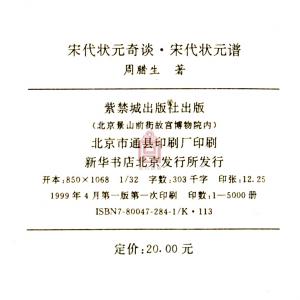 宋代状元奇谈·宋代状元谱
周腊生 著
紫禁城出版社出版
(北京景山前街故宫博物院内)
北京市通县印刷厂印刷
新华书店北京发行所发行
开本:850×1068 1/32 字数:303千字 印张:12.25
1999年4月第一版第一次印刷 印数:1—5000册
ISBN7-80047-284-1/K·113
定价:20.00元